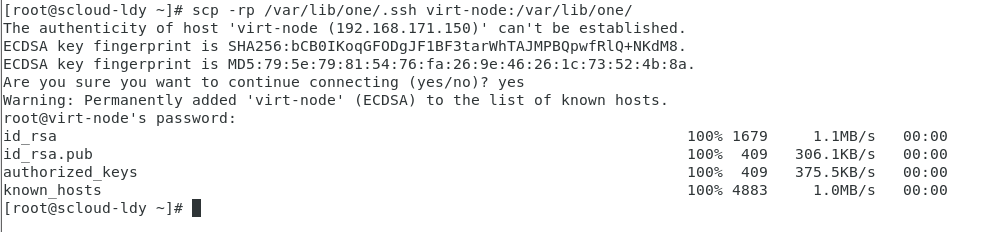 [root@scloud-ldy ~]# scp -rp /var/lib/one/.ssh virt-node:/var/lib/one/
The authenticity of host 'virt-node (192.168.171.150)' can't be established.
ECDSA key fingerprint is SHA256:bCB0IKoqGFODgJF1BF3tarWhTAJMPBQpwfRlQ+NKdM8.
ECDSA key fingerprint is MD5:79:5e:79:81:54:76:fa:26:9e:46:26:1c:73:52:4b:8a.
Are you sure you want to continue connecting (yes/no)? yes
Warning: Permanently added 'virt-node' (ECDSA) to the list of known hosts.
root@virt-node's password:
id_rsa 100% 1679 1.1MB/s 00:00
id_rsa.pub 100% 409 306.1KB/s 00:00
authorized_keys 100% 409 375.5KB/s 00:00
known_hosts 100% 4883 1.0MB/s 00:00
[root@scloud-ldy ~]#